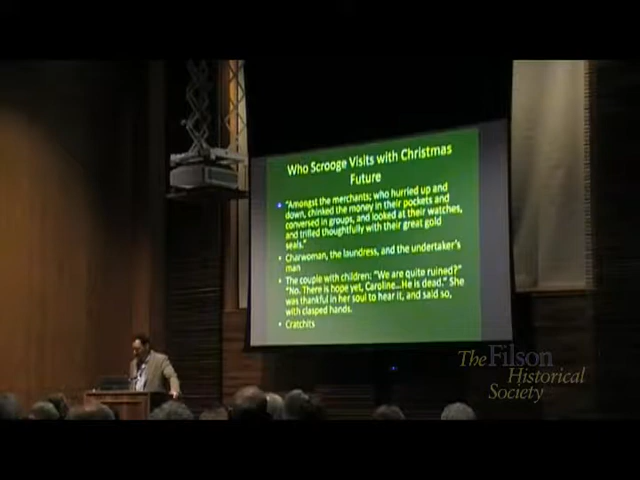 Who Scrooge Visits with Christmas
Future
• "Amongst the merchants; who hurried up and
down, chinked the money in their pockets and
conversed in groups, and looked at their watches,
and trifled thoughtfully with their great gold
seals."
• Charwoman, the laundress, and the undertaker's
man
• The couple with children: "We are quite ruined?"
"No. There is hope yet, Caroline...He is dead." She
was thankful in her soul to hear it, and said so,
with clasped hands.
• Cratchits
The Filson
Historical
Society